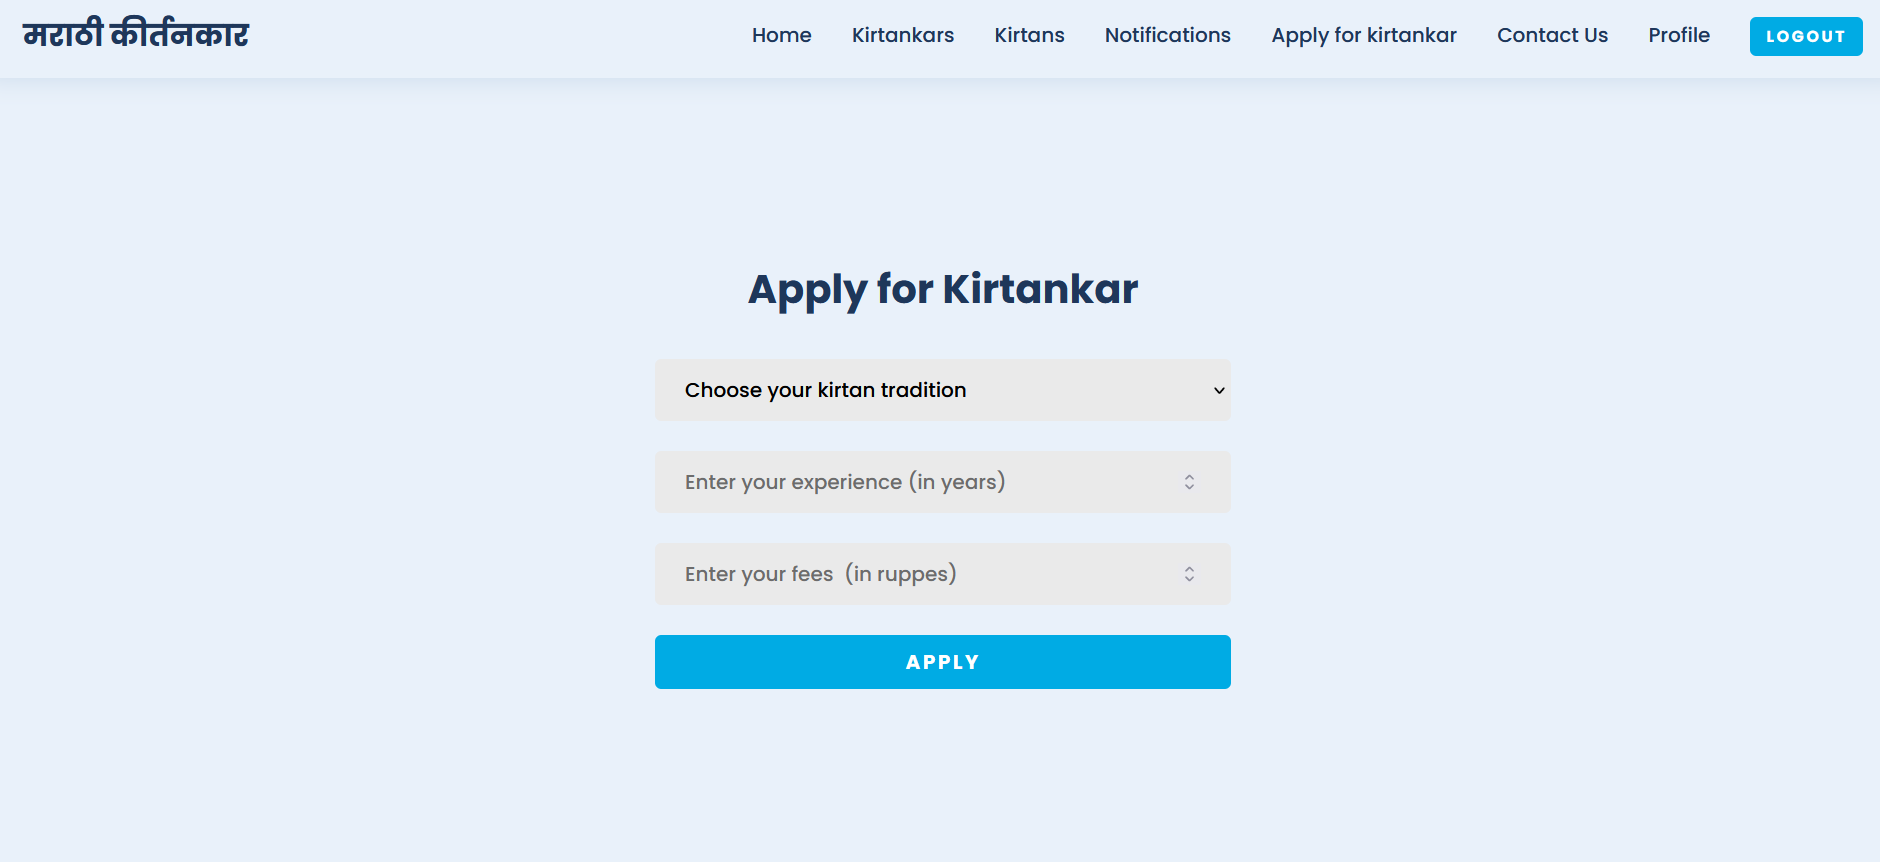 मराठी कीर्तनकार
Home Kirtankars Kirtans Notifications Apply for kirtankar Contact Us Profile LOGOUT
Apply for Kirtankar
Choose your kirtan tradition
Enter your experience (in years)
Enter your fees  (in ruppes)
APPLY